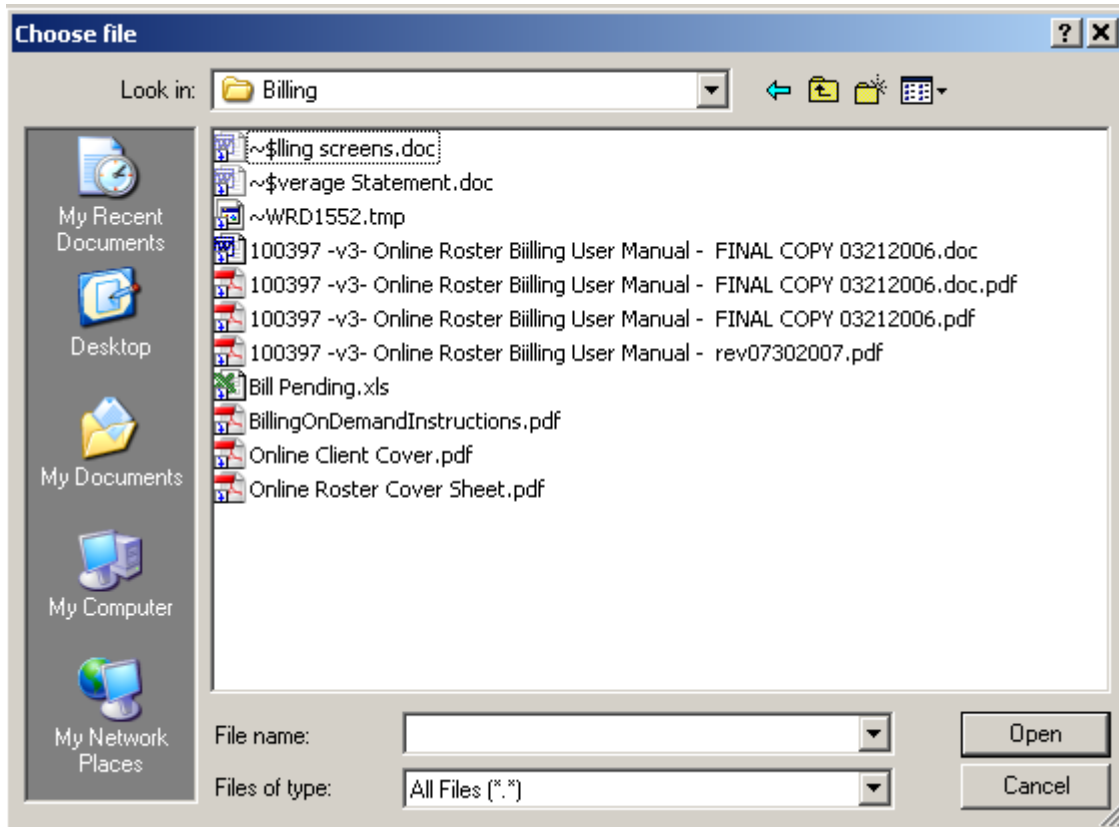 Choose file
Look in:
Billing
My Recent
Documents
Desktop
My Documents
My Computer
My Network
Places
~$lling screens.doc
~$verage Statement.doc
~WRD1552.tmp
100397 -v3- Online Roster Biilling User Manual -  FINAL COPY 03212006.doc
100397 -v3- Online Roster Biilling User Manual -  FINAL COPY 03212006.doc.pdf
100397 -v3- Online Roster Biilling User Manual -  FINAL COPY 03212006.pdf
100397 -v3- Online Roster Biilling User Manual -  rev07302007.pdf
Bill Pending.xls
BillingOnDemandInstructions.pdf
Online Client Cover.pdf
Online Roster Cover Sheet.pdf
File name:
Open
Files of type:
All Files (*.*)
Cancel